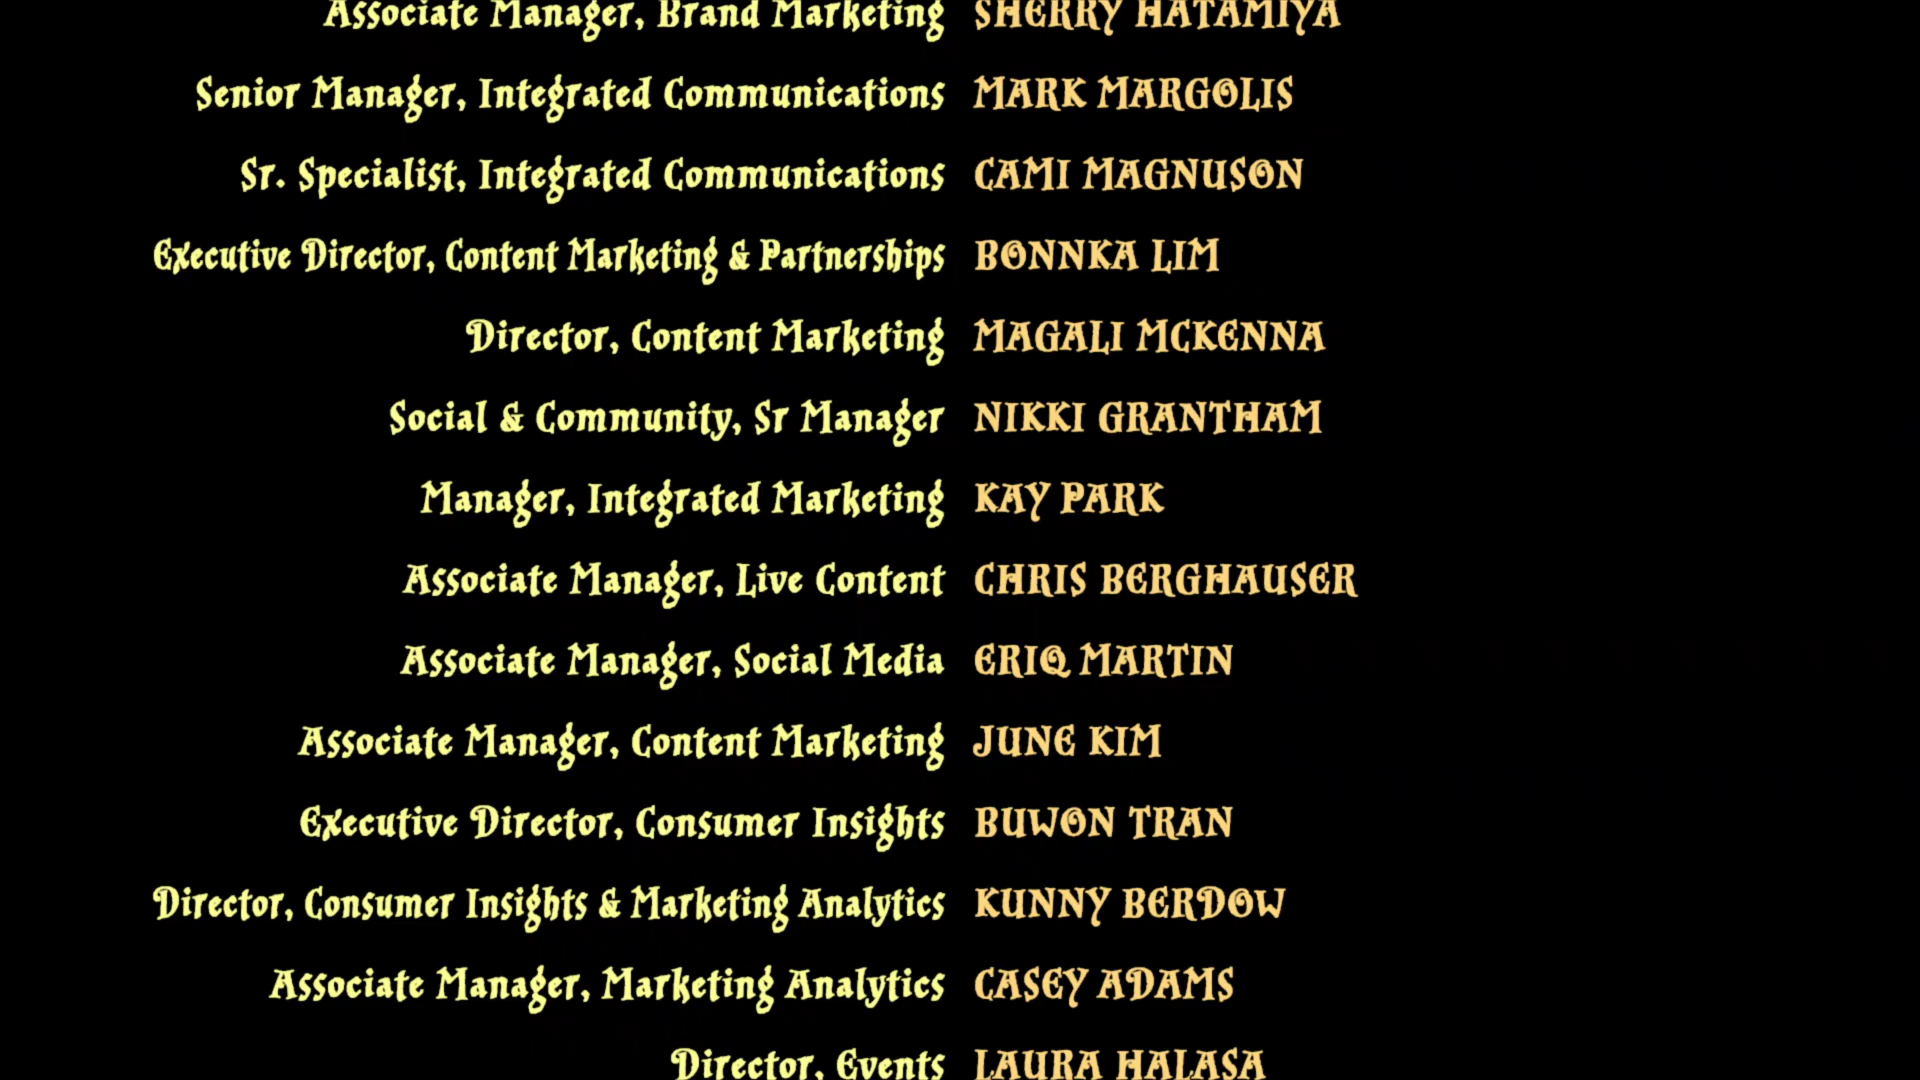 Associate Manager, Brand Marketing SHERRY HATAMIYA
Senior Manager, Integrated Communications MARK MARGOLIS
Sr. Specialist, Integrated Communications CAMI MAGNUSON
Executive Director, Content Marketing & Partnerships BONNKA LIM
Director, Content Marketing MAGALI MCKENNA
Social & Community, Sr Manager NIKKI GRANTHAM
Manager, Integrated Marketing KAY PARK
Associate Manager, Live Content CHRIS BERGHAUSER
Associate Manager, Social Media ERIQ MARTIN
Associate Manager, Content Marketing JUNE KIM
Executive Director, Consumer Insights BUWON TRAN
Director, Consumer Insights & Marketing Analytics KUNNY BERDOW
Associate Manager, Marketing Analytics CASEY ADAMS
Director, Events LAURA HALASA